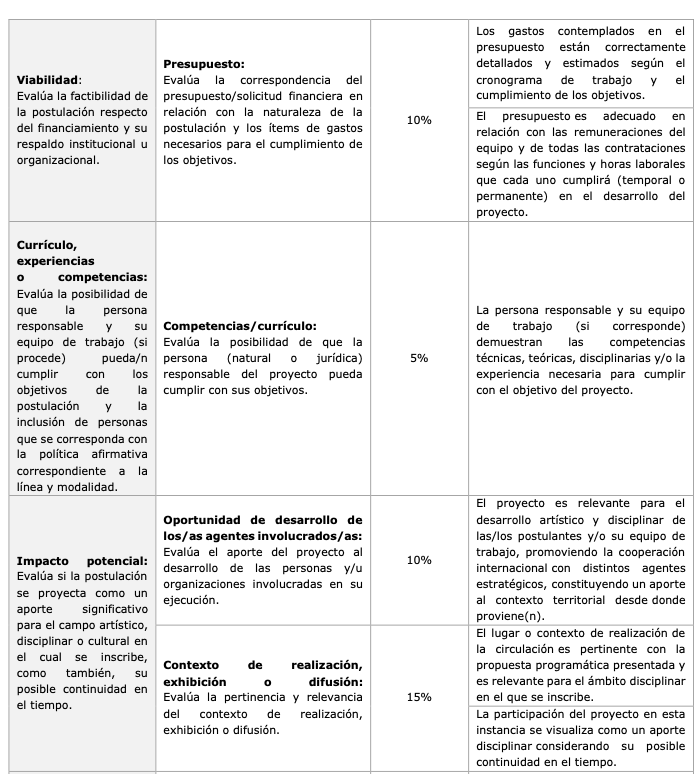 Viabilidad:
Evalúa la factibilidad de
la postulación respecto
del financiamiento y su
respaldo institucional u
organizacional.
Presupuesto:
Evalúa la correspondencia del
presupuesto/solicitud financiera en
relación con la naturaleza de la
postulación y los ítems de gastos
necesarios para el cumplimiento de
los objetivos.
10%
Los gastos contemplados en el
presupuesto están correctamente
detallados y estimados según el
cronograma de trabajo y el
cumplimiento de los objetivos.
El presupuesto es adecuado en
relación con las remuneraciones del
equipo y de todas las contrataciones
según las funciones y horas laborales
que cada uno cumplirá (temporal o
permanente) en el desarrollo del
proyecto.
Currículo,
experiencias
o competencias:
Evalúa la posibilidad de
que la persona
responsable y su
equipo de trabajo (si
procede) pueda/n
cumplir con los
objetivos de la
postulación y la
inclusión de personas
que se corresponda con
la política afirmativa
correspondiente a la
línea y modalidad.
Competencias/currículo:
Evalúa la posibilidad de que la
persona (natural o jurídica)
responsable del proyecto pueda
cumplir con sus objetivos.
5%
La persona responsable y su equipo
de trabajo (si corresponde)
demuestran las competencias
técnicas, teóricas, disciplinarias y/o la
experiencia necesaria para cumplir
con el objetivo del proyecto.
Impacto potencial:
Evalúa si la postulación
se proyecta como un
aporte significativo
para el campo artístico,
disciplinar o cultural en
el cual se inscribe,
como también, su
posible continuidad en
el tiempo.
Oportunidad de desarrollo de
los/as agentes involucrados/as:
Evalúa el aporte del proyecto al
desarrollo de las personas y/u
organizaciones involucradas en su
ejecución.
10%
El proyecto es relevante para el
desarrollo artístico y disciplinar de
las/los postulantes y/o su equipo de
trabajo, promoviendo la cooperación
internacional con distintos agentes
estratégicos, constituyendo un aporte
al contexto territorial desde donde
proviene(n).
Contexto de realización,
exhibición o difusión:
Evalúa la pertinencia y relevancia
del contexto de realización,
exhibición o difusión.
15%
El lugar o contexto de realización de
la circulación es pertinente con la
propuesta programática presentada y
es relevante para el ámbito disciplinar
en el que se inscribe.
La participación del proyecto en esta
instancia se visualiza como un aporte
disciplinar considerando su posible
continuidad en el tiempo.